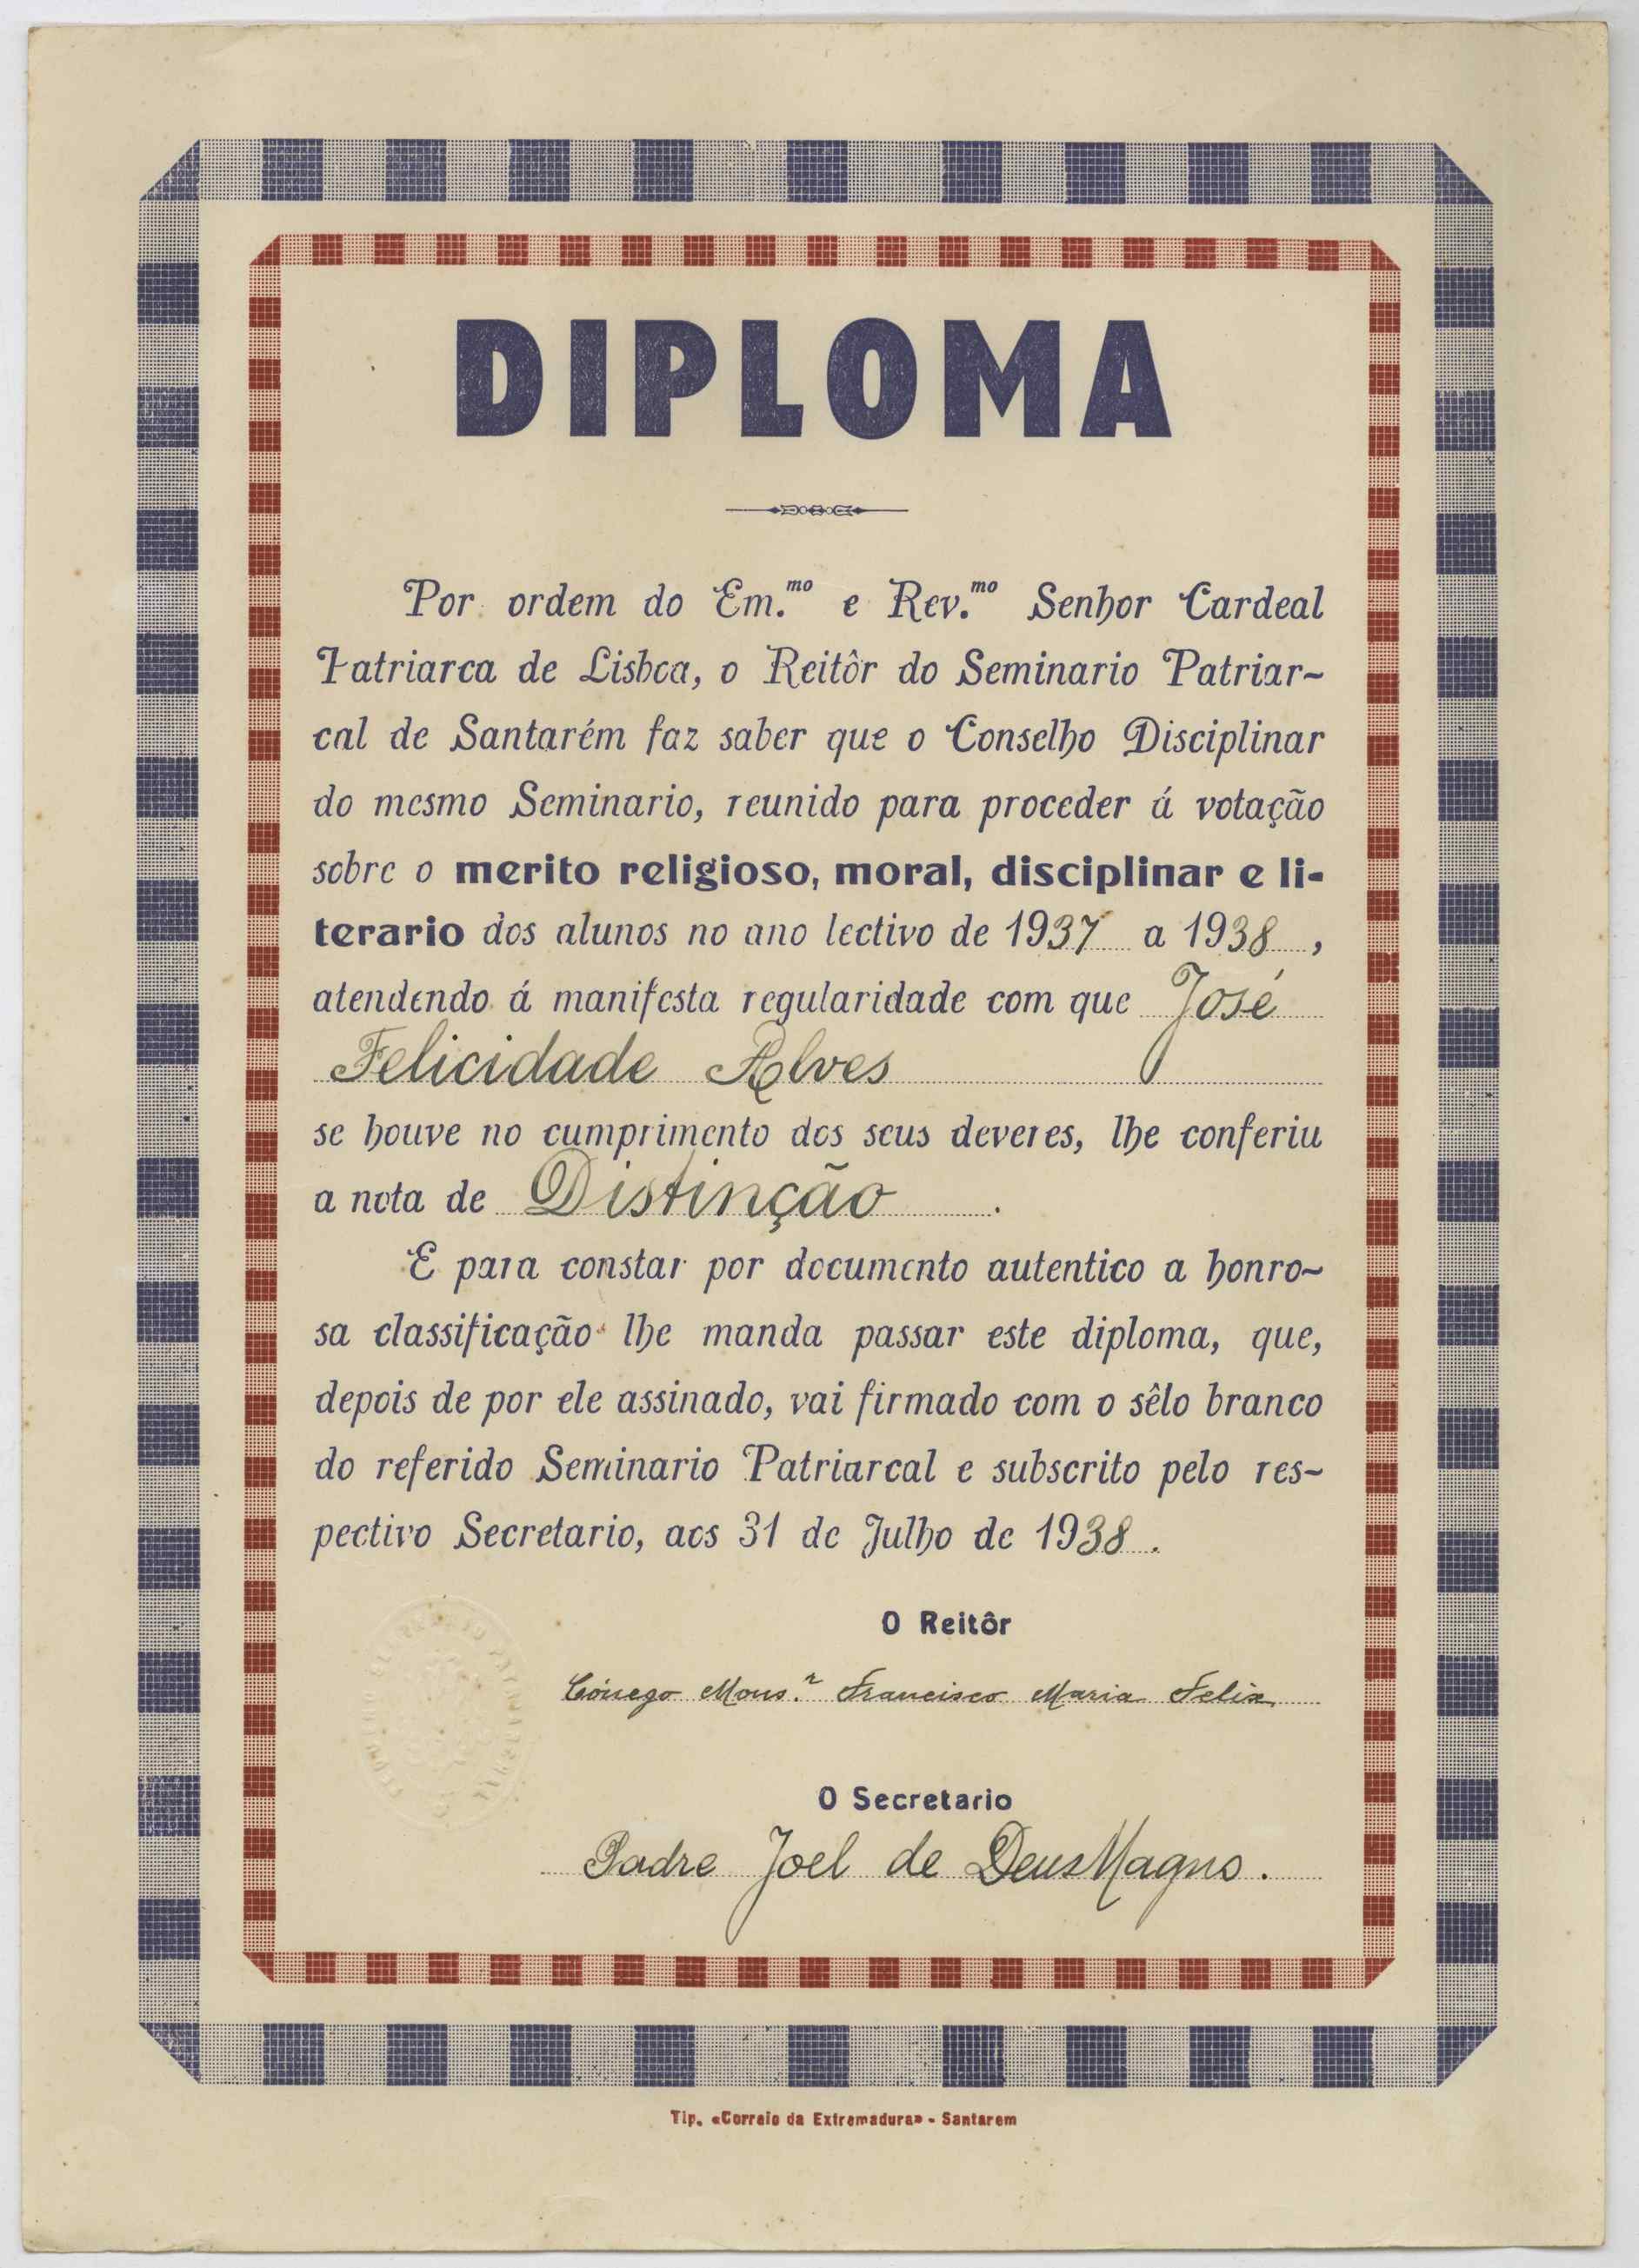 DIPLOMA
Por ordem do Em.mo e Rev.mo Senhor Cardeal
Patriarca de Lisboa, o Reitôr do Seminario Patriar-
cal de Santarém faz saber que o Conselho Disciplinar
do mesmo Seminario, reunido para proceder á votação
sobre o merito religioso, moral, disciplinar e li-
terario dos alunos no ano lectivo de 1937 a 1938,
atendendo á manifesta regularidade com que José
Felicidade Alves
se houve no cumprimento dos seus deveres, lhe conferiu
a nota de Distinção.
E para constar por documento autentico a honro-
sa classificação lhe manda passar este diploma, que,
depois de por ele assinado, vai firmado com o sêlo branco
do referido Seminario Patriarcal e subscrito pelo res-
pectivo Secretario, aos 31 de Julho de 1938.
O Reitôr
Cónego Mons.r Francisco Maria Felix
O Secretario
Padre Joel de Deus Magno.
Tip. «Correio da Extremadura» - Santarem